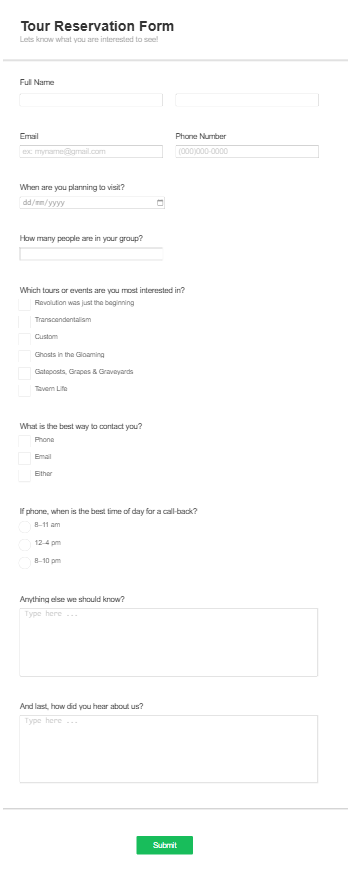 Tour Reservation Form
Lets know what you are interested to see!
Full Name
Email
Phone Number
ex: myname@gmail.com
(000)000-0000
When are you planning to visit?
dd/mm/yyyy
How many people are in your group?
Which tours or events are you most interested in?
Revolution was just the beginning
Transcendentalism
Custom
Ghosts in the Gloaming
Gateposts, Grapes & Graveyards
Tavern Life
What is the best way to contact you?
Phone
Email
Either
If phone, when is the best time of day for a call-back?
8–11 am
12–4 pm
8–10 pm
Anything else we should know?
Type here ...
And last, how did you hear about us?
Type here ...
Submit